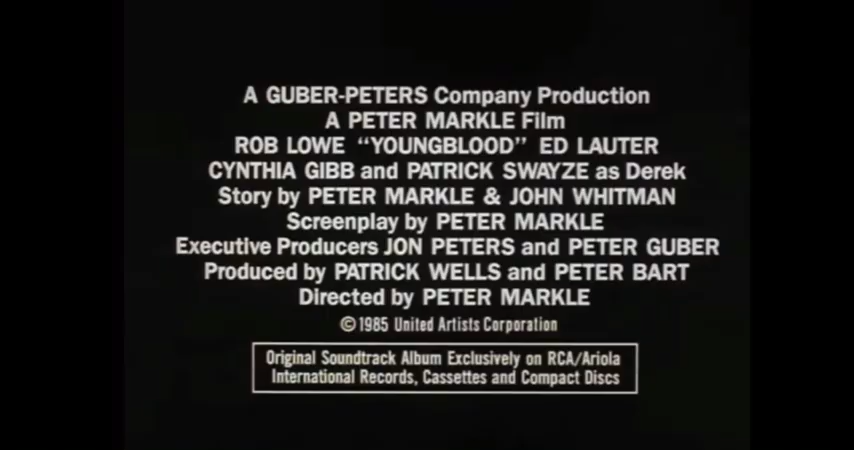 A GUBER-PETERS Company Production
A PETER MARKLE Film
ROB LOWE “YOUNGBLOOD” ED LAUTER
CYNTHIA GIBB and PATRICK SWAYZE as Derek
Story by PETER MARKLE & JOHN WHITMAN
Screenplay by PETER MARKLE
Executive Producers JON PETERS and PETER GUBER
Produced by PATRICK WELLS and PETER BART
Directed by PETER MARKLE
©1985 United Artists Corporation
Original Soundtrack Album Exclusively on RCA/Ariola
International Records, Cassettes and Compact Discs